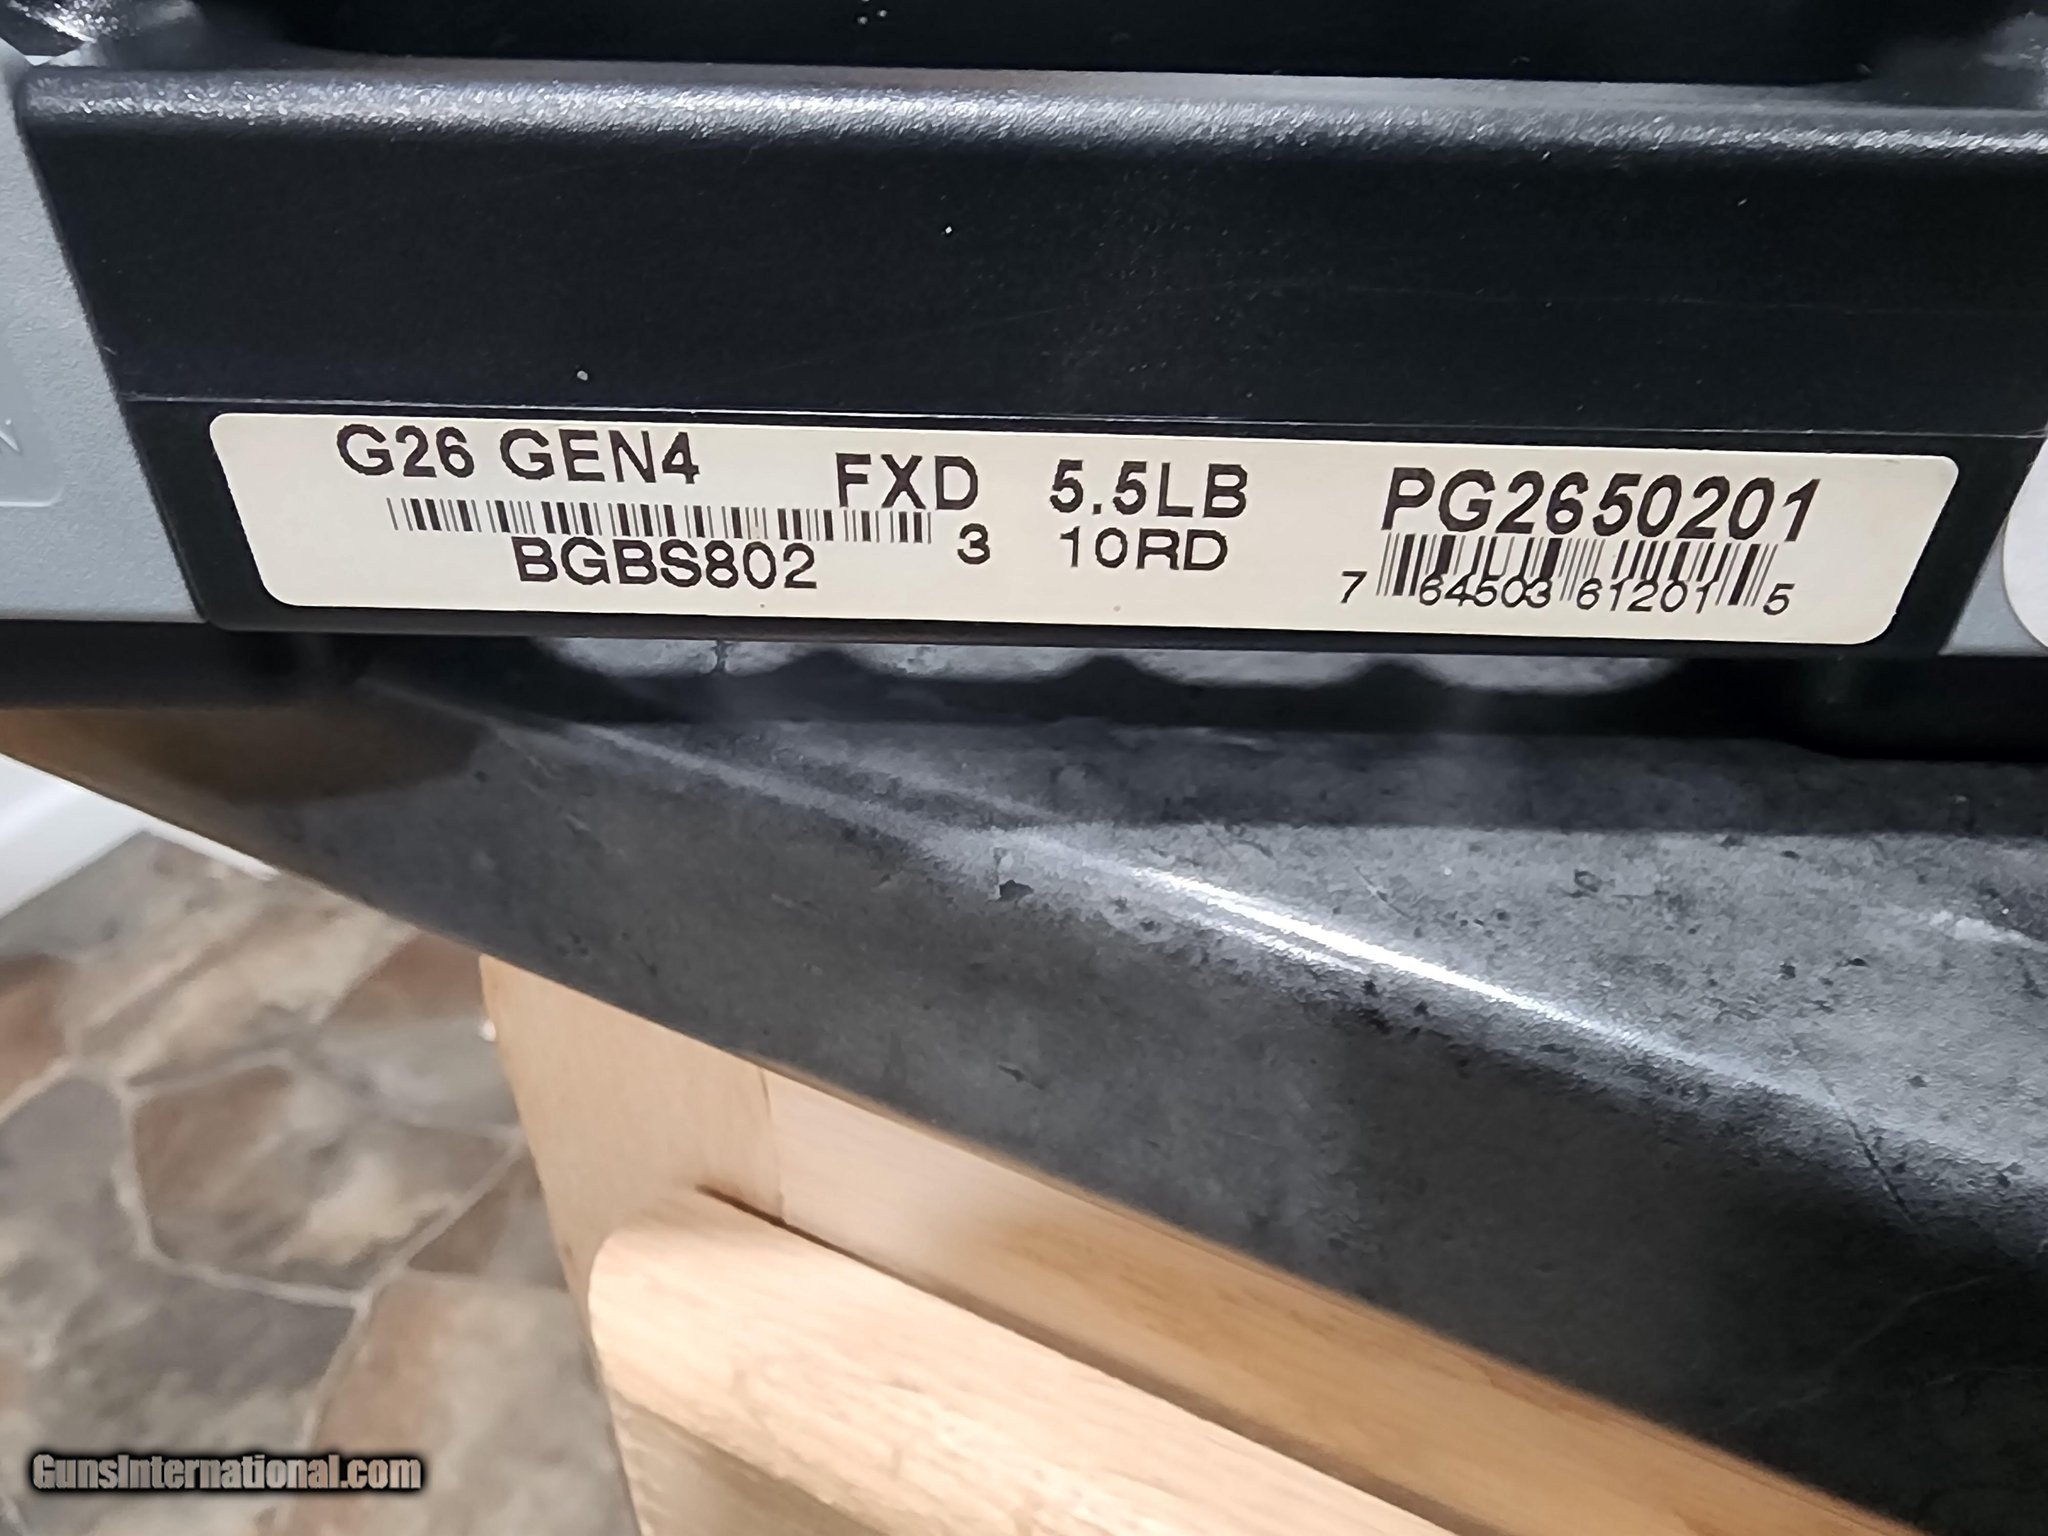 G26 GEN4 FXD 5.5LB PG2650201
BGBS802 3 10RD
7 64503 61201 5
GunsInternational.com